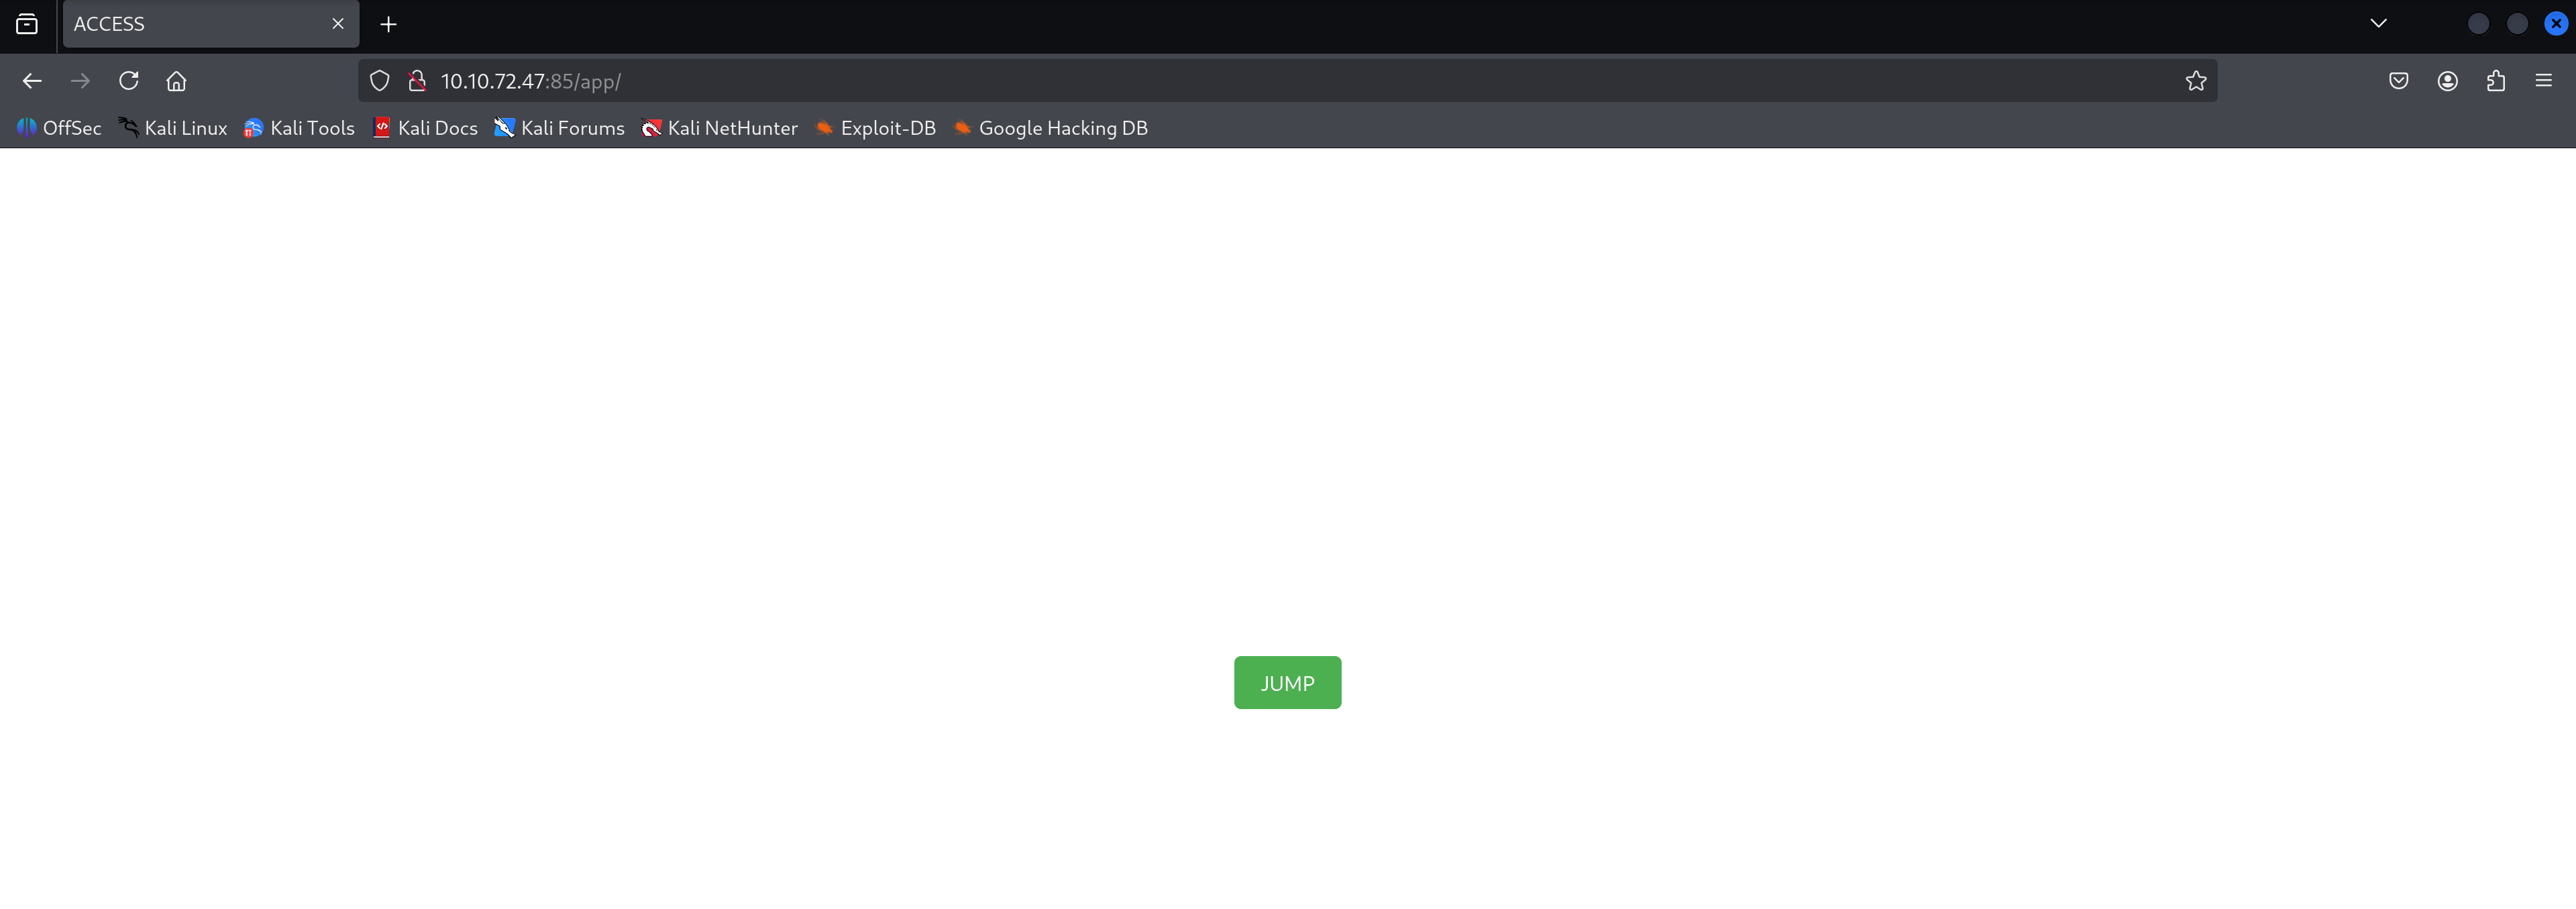 ACCESS
10.10.72.47:85/app/
OffSec Kali Linux Kali Tools Kali Docs Kali Forums Kali NetHunter Exploit-DB Google Hacking DB
JUMP